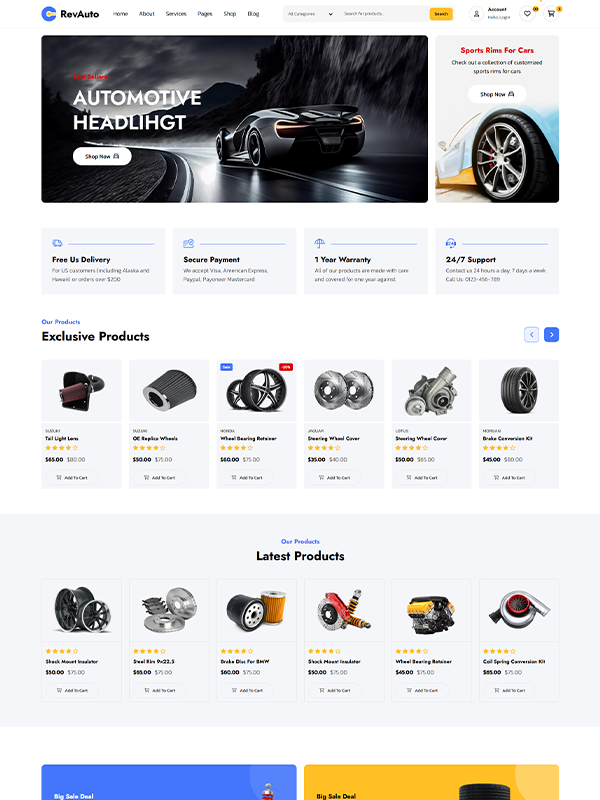 RevAuto
Home About Services Pages Shop Blog
All Categories
Search for products..
Search
Account
Hello Login
AUTOMOTIVE
HEADLIHGT
Shop Now
Sports Rims For Cars
Check out a collection of customized
sports rims for cars
Shop Now
Free Us Delivery
For US customers (including Alaska and
Hawaii) or orders over $200
Secure Payment
We accept Visa, American Express,
Paypal, Payoneer Mastercard
1 Year Warranty
All of our products are made with care
and covered for one year against
24/7 Support
Contact us 24 hours a day, 7 days a week
Call Us: 0123-456-789
Our Products
Exclusive Products
SUZUKI
Tail Light Lens
$65.00 $80.00
Add To Cart
SUZUKI
OE Replica Wheels
$50.00 $75.00
Add To Cart
Sale
-30%
HONDA
Wheel Bearing Retainer
$60.00 $75.00
Add To Cart
JAGUAR
Steering Wheel Cover
$35.00 $40.00
Add To Cart
LOTUS
Steering Wheel Cover
$50.00 $65.00
Add To Cart
MORGAN
Brake Conversion Kit
$45.00 $90.00
Add To Cart
Our Products
Latest Products
Shock Mount Insulator
$50.00 $75.00
Add To Cart
Steel Rim 9x22.5
$65.00 $75.00
Add To Cart
Brake Disc For BMW
$60.00 $75.00
Add To Cart
Shock Mount Insulator
$50.00 $75.00
Add To Cart
Wheel Bearing Retainer
$45.00 $75.00
Add To Cart
Coil Spring Conversion Kit
$65.00 $75.00
Add To Cart
Big Sale Deal
Big Sale Deal